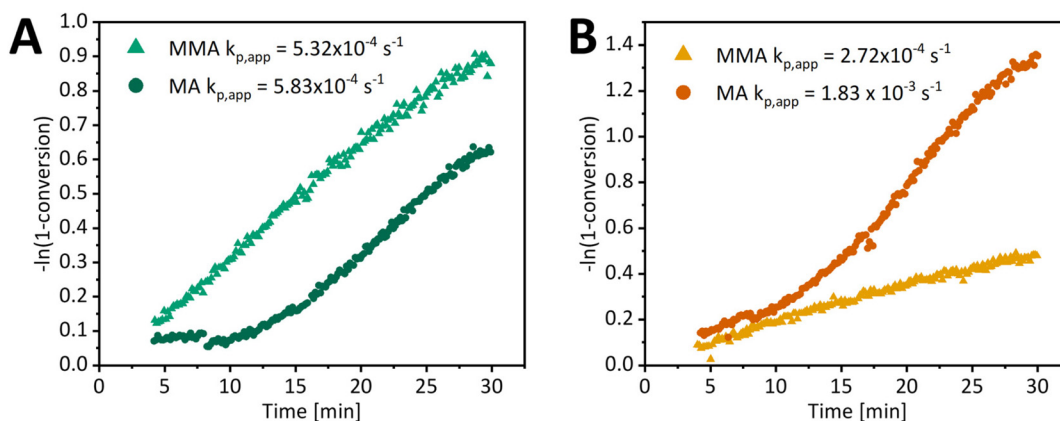 A
MMA kp,app = 5.32x10-4 s-1
MA kp,app = 5.83x10-4 s-1
-ln(1-conversion)
1.0
0.9
0.8
0.7
0.6
0.5
0.4
0.3
0.2
0.1
0.0
0 5 10 15 20 25 30
Time [min]
B
MMA kp,app = 2.72x10-4 s-1
MA kp,app = 1.83 x 10-3 s-1
-ln(1-conversion)
1.4
1.2
1.0
0.8
0.6
0.4
0.2
0.0
0 5 10 15 20 25 30
Time [min]